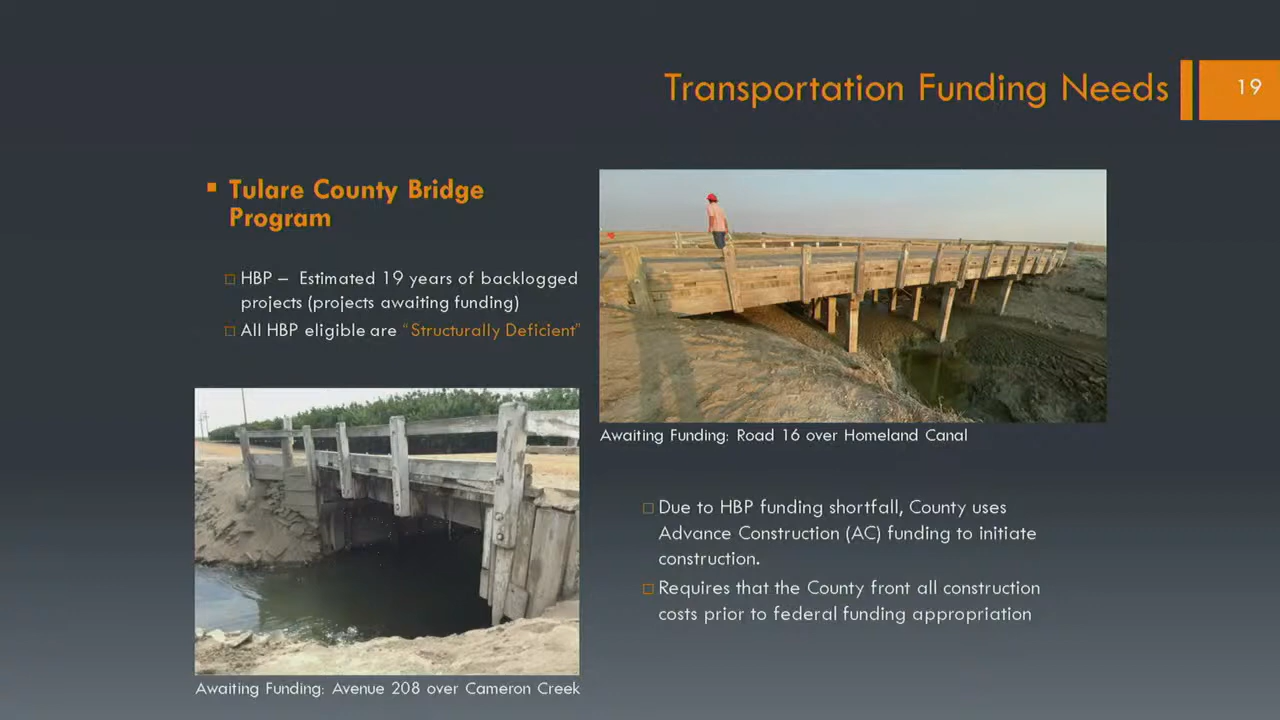 Transportation Funding Needs
19
Tulare County Bridge
Program
HBP – Estimated 19 years of backlogged
projects (projects awaiting funding)
All HBP eligible are “Structurally Deficient”
Awaiting Funding: Road 16 over Homeland Canal
Due to HBP funding shortfall, County uses
Advance Construction (AC) funding to initiate
construction.
Requires that the County front all construction
costs prior to federal funding appropriation
Awaiting Funding: Avenue 208 over Cameron Creek